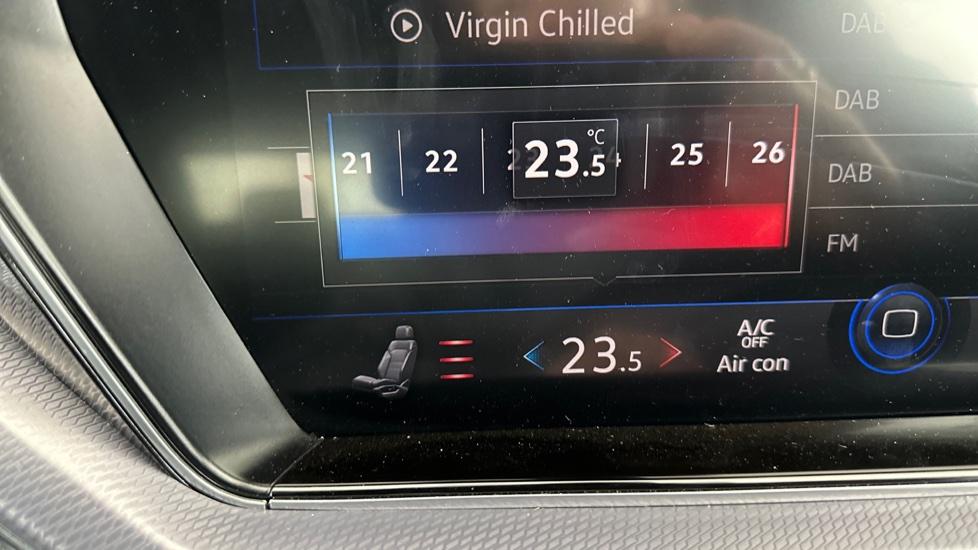 Virgin Chilled
DAB
DAB
21 22 23.5 °C 25 26
DAB
FM
23.5
A/C
OFF
Air con